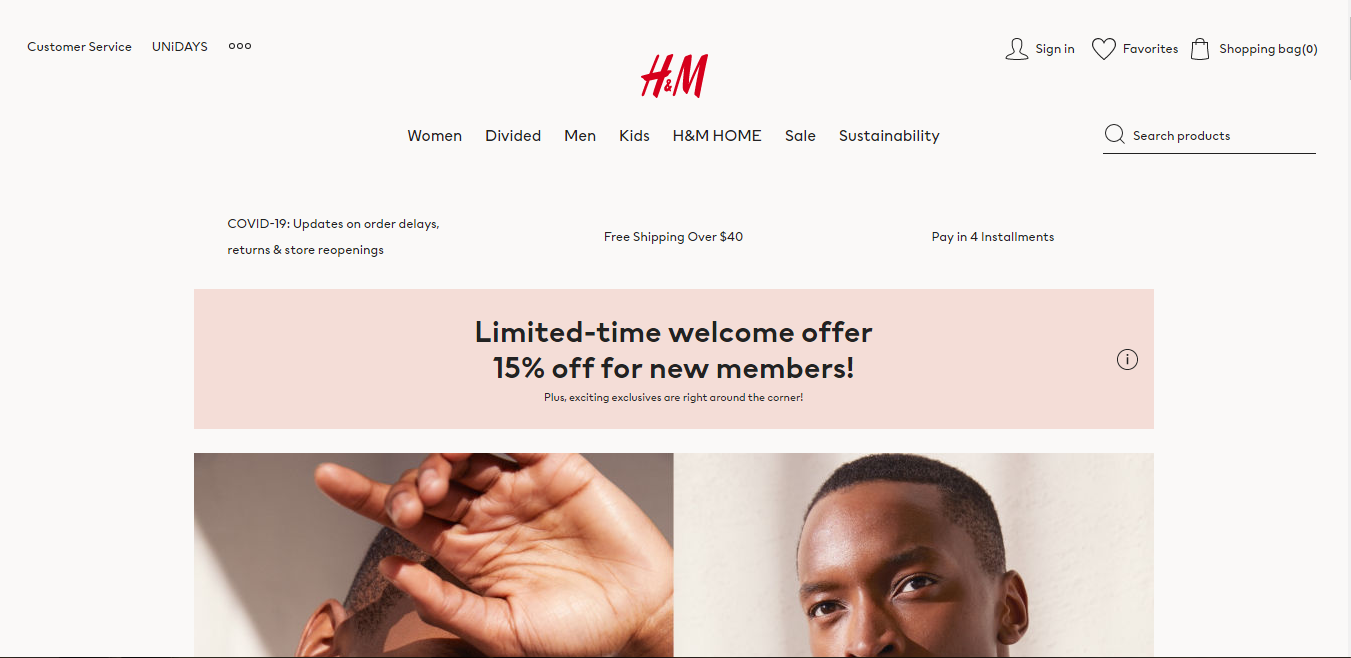 Customer Service UNiDAYS
Sign in Favorites Shopping bag(0)
H&M
Women Divided Men Kids H&M HOME Sale Sustainability
Search products
COVID-19: Updates on order delays,
returns & store reopenings
Free Shipping Over $40
Pay in 4 Installments
Limited-time welcome offer
15% off for new members!
Plus, exciting exclusives are right around the corner!